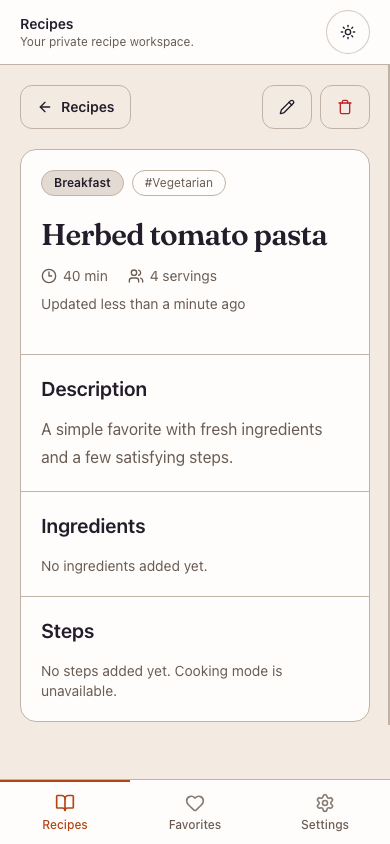 Recipes
Your private recipe workspace.
Recipes
Breakfast
#Vegetarian
Herbed tomato pasta
40 min
4 servings
Updated less than a minute ago
Description
A simple favorite with fresh ingredients
and a few satisfying steps.
Ingredients
No ingredients added yet.
Steps
No steps added yet. Cooking mode is
unavailable.
Recipes
Favorites
Settings